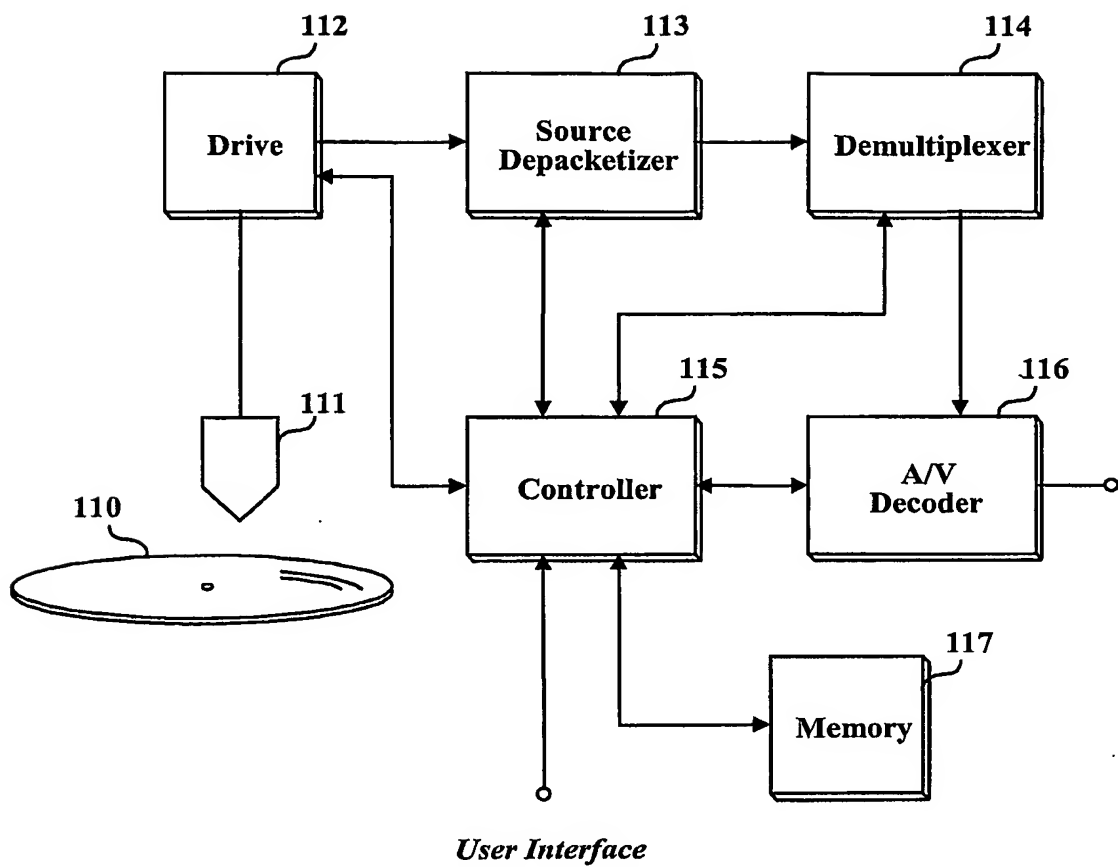 112
113
114
Drive
Source
Depacketizer
Demultiplexer
111
115
116
110
Controller
A/V
Decoder
117
Memory
User Interface